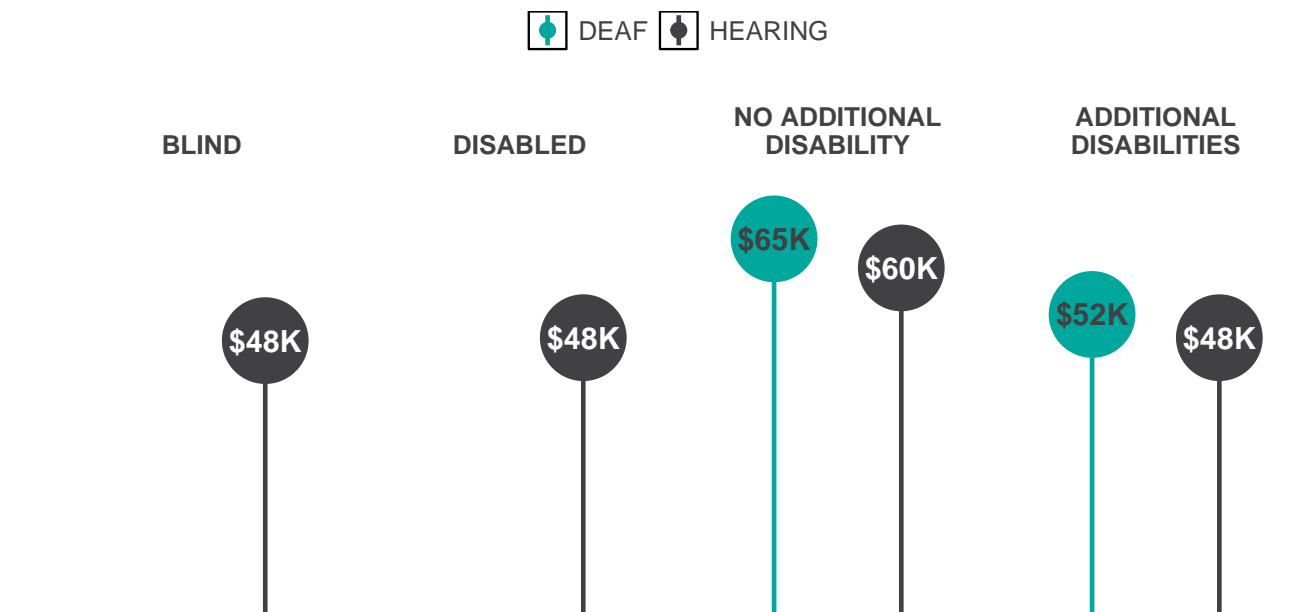 DEAF HEARING
BLIND
DISABLED
NO ADDITIONAL
DISABILITY
ADDITIONAL
DISABILITIES
$65K
$60K
$52K
$48K
$48K
$48K